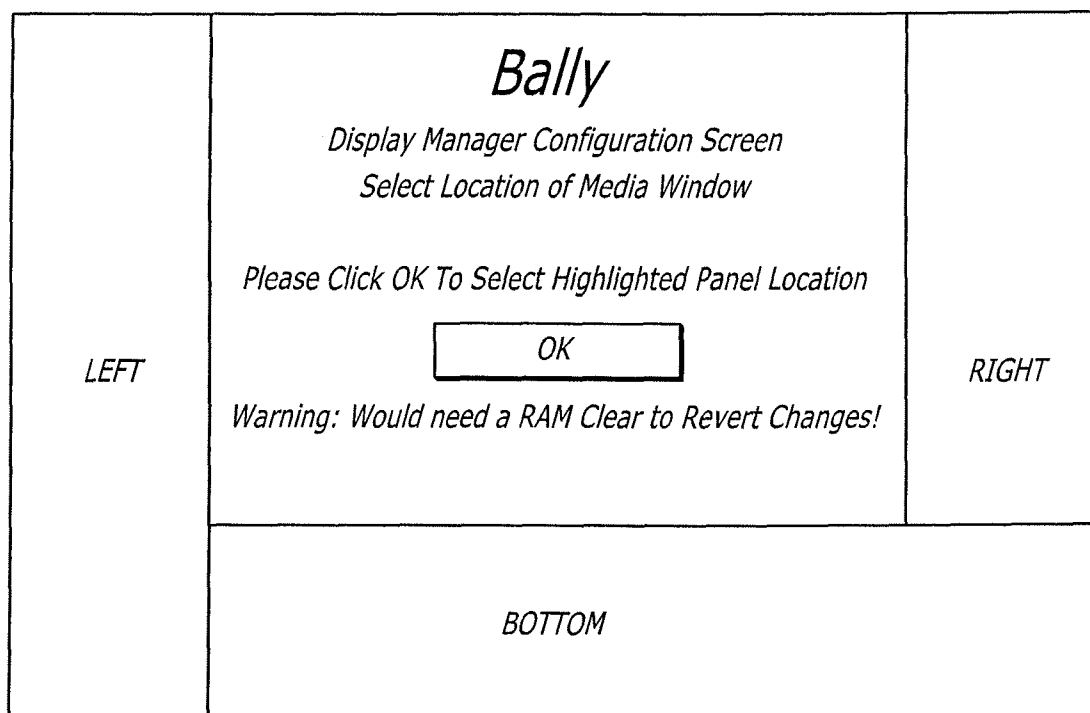 Bally
Display Manager Configuration Screen
Select Location of Media Window
Please Click OK To Select Highlighted Panel Location
OK
LEFT
RIGHT
Warning: Would need a RAM Clear to Revert Changes!
BOTTOM